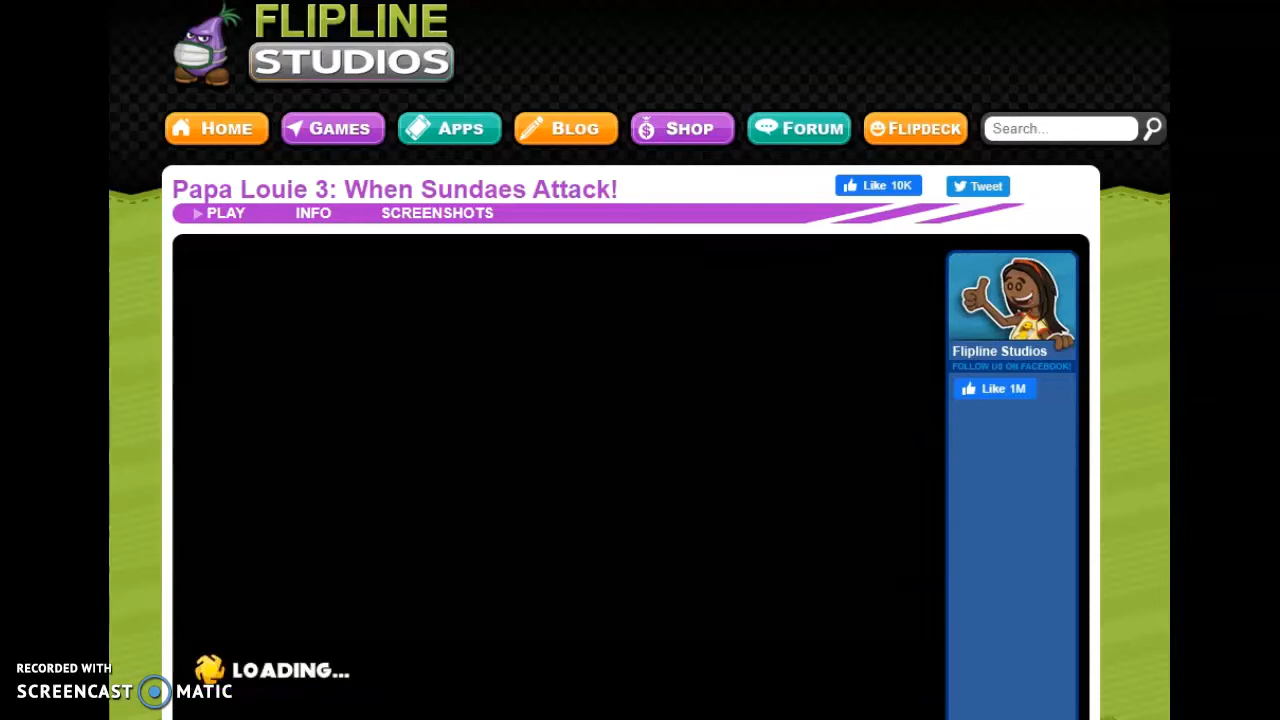 FLIPLINE
STUDIOS
HOME GAMES APPS BLOG SHOP FORUM FLIPDECK Search...
Papa Louie 3: When Sundaes Attack! Like 10K Tweet
PLAY INFO SCREENSHOTS
Flipline Studios
FOLLOW US ON FACEBOOK!
Like 1M
LOADING...
RECORDED WITH
SCREENCAST MATIC